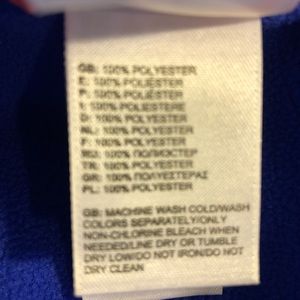 GB: 100% POLYESTER
E: 100% POLIÉSTER
P: 100% POLIÉSTER
I: 100% POLIESTERE
D: 100% POLYESTER
NL: 100% POLYESTER
F: 100% POLYESTER
RU: 100% ПОЛИЭСТЕР
TR: 100% POLYESTER
GR: 100% ΠΟΛΥΕΣΤΕΡΑΣ
PL: 100% POLYESTER
GB: MACHINE WASH COLD/WASH
COLORS SEPARATELY/ONLY
NON-CHLORINE BLEACH WHEN
NEEDED/LINE DRY OR TUMBLE
DRY LOW/DO NOT IRON/DO NOT
DRY CLEAN